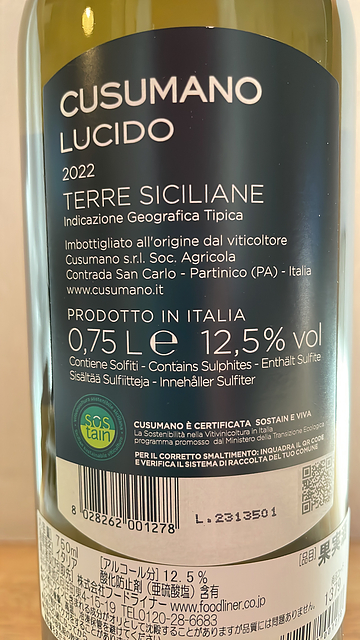 CUSUMANO
LUCIDO
2022
TERRE SICILIANE
Indicazione Geografica Tipica
Imbottigliato all'origine dal viticoltore
Cusumano s.r.l. Soc. Agricola
Contrada San Carlo - Partinico (PA) - Italia
www.cusumano.it
PRODOTTO IN ITALIA
0,75 L e 12,5% vol
Contiene Solfiti - Contains Sulphites - Enthält Sulfite
Sisältää Sulfiitteja - Innehåller Sulfiter
sos
tain
CUSUMANO È CERTIFICATA SOSTAIN E VIVA
La Sostenibilità nella Vitivinicoltura in Italia
programma promosso dal Ministero della Transizione Ecologica
PER IL CORRETTO SMALTIMENTO: INQUADRA IL QR CODE
E VERIFICA IL SISTEMA DI RACCOLTA DEL TUO COMUNE
8 028262 001278
L.2313501
750ml
[アルコール分] 12.5%
[品目] 果実
酸化防止剤(亜硫酸塩)含有
株式会社フードライナー www.foodliner.co.jp
TEL 0120-28-6683